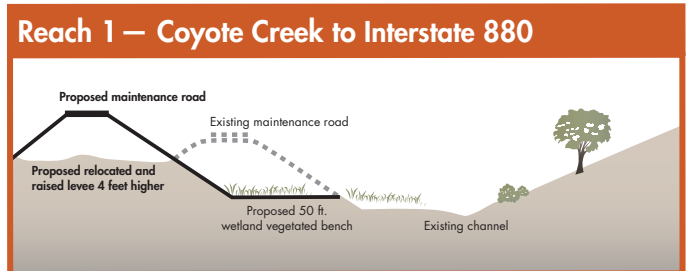 Reach 1 — Coyote Creek to Interstate 880
Proposed maintenance road
Existing maintenance road
Proposed relocated and
raised levee 4 feet higher
Proposed 50 ft.
wetland vegetated bench
Existing channel